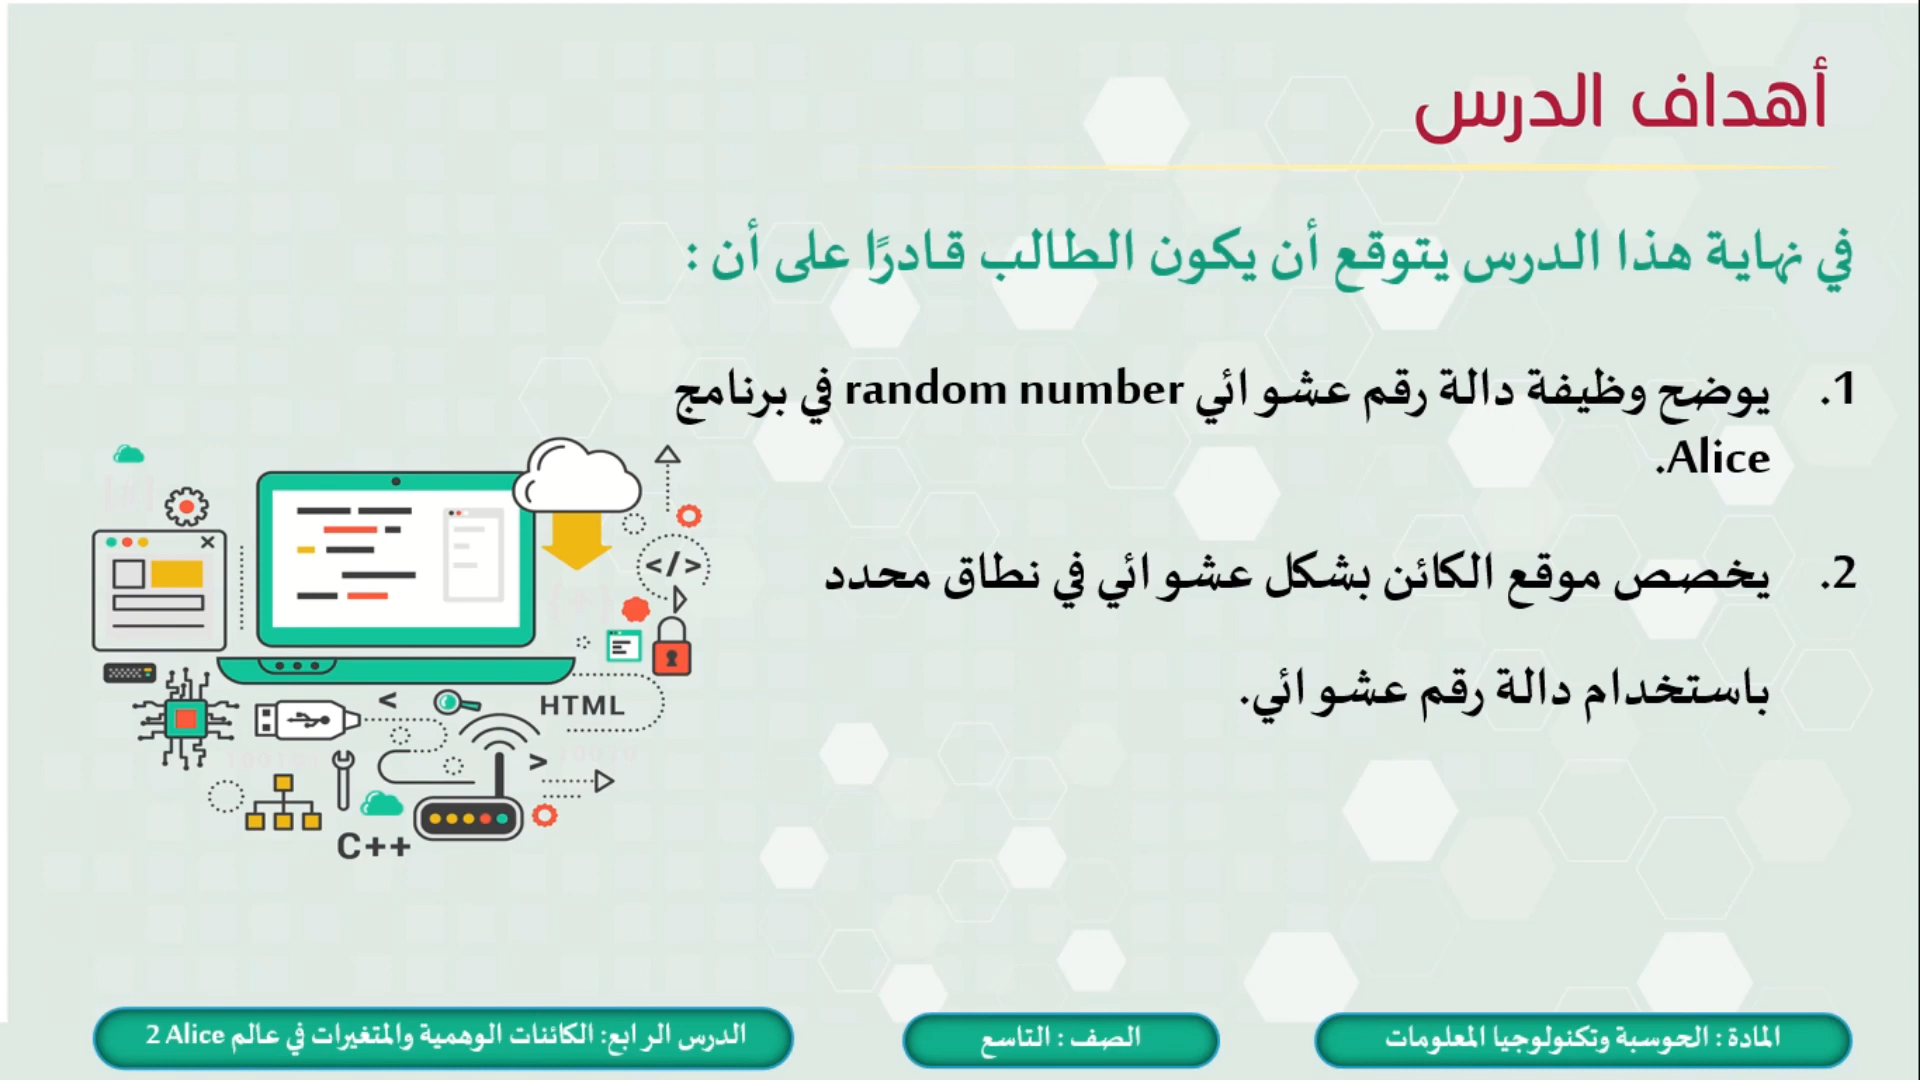 أهداف الدرس
في نهاية هذا الدرس يتوقع أن يكون الطالب قادرًا على أن :
1. يوضح وظيفة دالة رقم عشوائي random number في برنامج
Alice.
2. يخصص موقع الكائن بشكل عشوائي في نطاق محدد
باستخدام دالة رقم عشوائي.
</>
HTML
<
>
C++
المادة : الحوسبة وتكنولوجيا المعلومات
الصف : التاسع
الدرس الرابع: الكائنات الوهمية والمتغيرات في عالم Alice 2